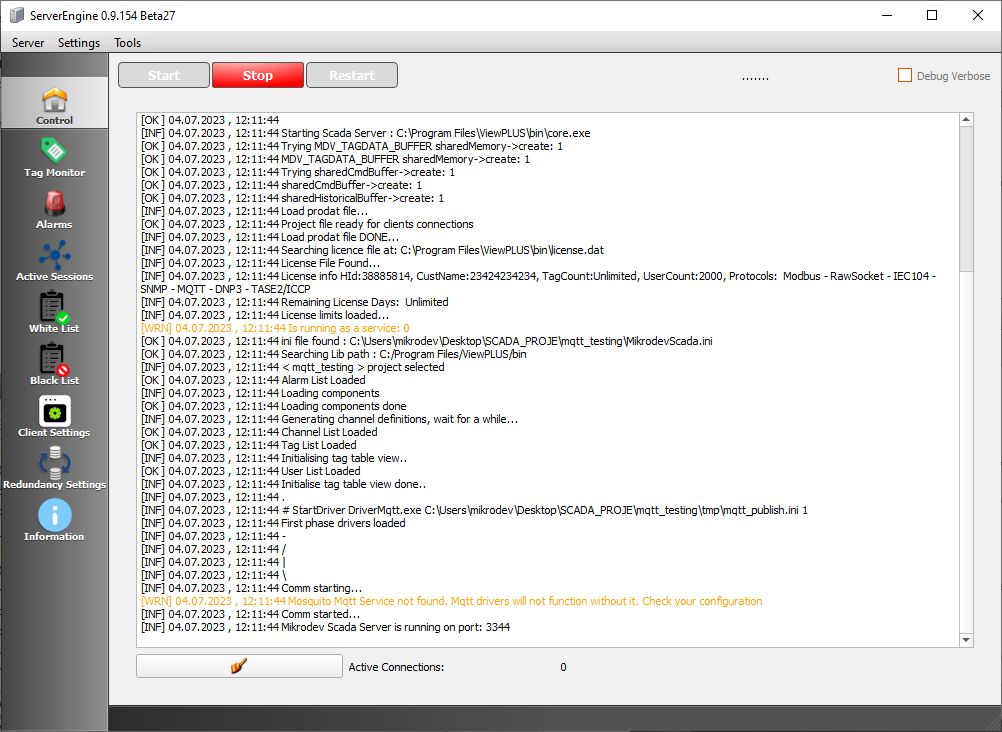 ServerEngine 0.9.154 Beta27
Server Settings Tools
Start Stop Restart ....... Debug Verbose
Control
Tag Monitor
Alarms
Active Sessions
White List
Black List
Client Settings
Redundancy Settings
Information
[OK ] 04.07.2023 , 12:11:44
[INF] 04.07.2023 , 12:11:44 Starting Scada Server : C:\Program Files\ViewPLUS\bin\core.exe
[OK ] 04.07.2023 , 12:11:44 Trying MDV_TAGDATA_BUFFER sharedMemory->create: 1
[OK ] 04.07.2023 , 12:11:44 MDV_TAGDATA_BUFFER sharedMemory->create: 1
[OK ] 04.07.2023 , 12:11:44 Trying sharedCmdBuffer->create: 1
[OK ] 04.07.2023 , 12:11:44 sharedCmdBuffer->create: 1
[OK ] 04.07.2023 , 12:11:44 sharedHistoricalBuffer->create: 1
[INF] 04.07.2023 , 12:11:44 Load prodat file...
[OK ] 04.07.2023 , 12:11:44 Project file ready for clients connections
[INF] 04.07.2023 , 12:11:44 Load prodat file DONE...
[INF] 04.07.2023 , 12:11:44 Searching licence file at: C:\Program Files\ViewPLUS\bin\license.dat
[INF] 04.07.2023 , 12:11:44 License File Found...
[INF] 04.07.2023 , 12:11:44 License info HId:38885814, CustName:23424234234, TagCount:Unlimited, UserCount:2000, Protocols:  Modbus - RawSocket - IEC104 -
SNMP - MQTT - DNP3 - TASE2/ICCP
[INF] 04.07.2023 , 12:11:44 Remaining License Days:  Unlimited
[INF] 04.07.2023 , 12:11:44 License limits loaded...
[WRN] 04.07.2023 , 12:11:44 Is running as a service: 0
[OK ] 04.07.2023 , 12:11:44 ini file found : C:\Users\mikrodev\Desktop\SCADA_PROJE\mqtt_testing\MikrodevScada.ini
[OK ] 04.07.2023 , 12:11:44 Searching Lib path : C:/Program Files/ViewPLUS/bin
[INF] 04.07.2023 , 12:11:44 < mqtt_testing > project selected
[OK ] 04.07.2023 , 12:11:44 Alarm List Loaded
[INF] 04.07.2023 , 12:11:44 Loading components
[OK ] 04.07.2023 , 12:11:44 Loading components done
[INF] 04.07.2023 , 12:11:44 Generating channel definitions, wait for a while...
[OK ] 04.07.2023 , 12:11:44 Channel List Loaded
[OK ] 04.07.2023 , 12:11:44 Tag List Loaded
[INF] 04.07.2023 , 12:11:44 Initialising tag table view..
[OK ] 04.07.2023 , 12:11:44 User List Loaded
[INF] 04.07.2023 , 12:11:44 Initialise tag table view done..
[INF] 04.07.2023 , 12:11:44 .
[INF] 04.07.2023 , 12:11:44 # StartDriver DriverMqtt.exe C:\Users\mikrodev\Desktop\SCADA_PROJE\mqtt_testing\tmp\mqtt_publish.ini 1
[INF] 04.07.2023 , 12:11:44 First phase drivers loaded
[INF] 04.07.2023 , 12:11:44 -
[INF] 04.07.2023 , 12:11:44 /
[INF] 04.07.2023 , 12:11:44 |
[INF] 04.07.2023 , 12:11:44 \
[INF] 04.07.2023 , 12:11:44 Comm starting...
[WRN] 04.07.2023 , 12:11:44 Mosquito Mqtt Service not found. Mqtt drivers will not function without it. Check your configuration
[INF] 04.07.2023 , 12:11:44 Comm started...
[INF] 04.07.2023 , 12:11:44 Mikrodev Scada Server is running on port: 3344
Active Connections: 0